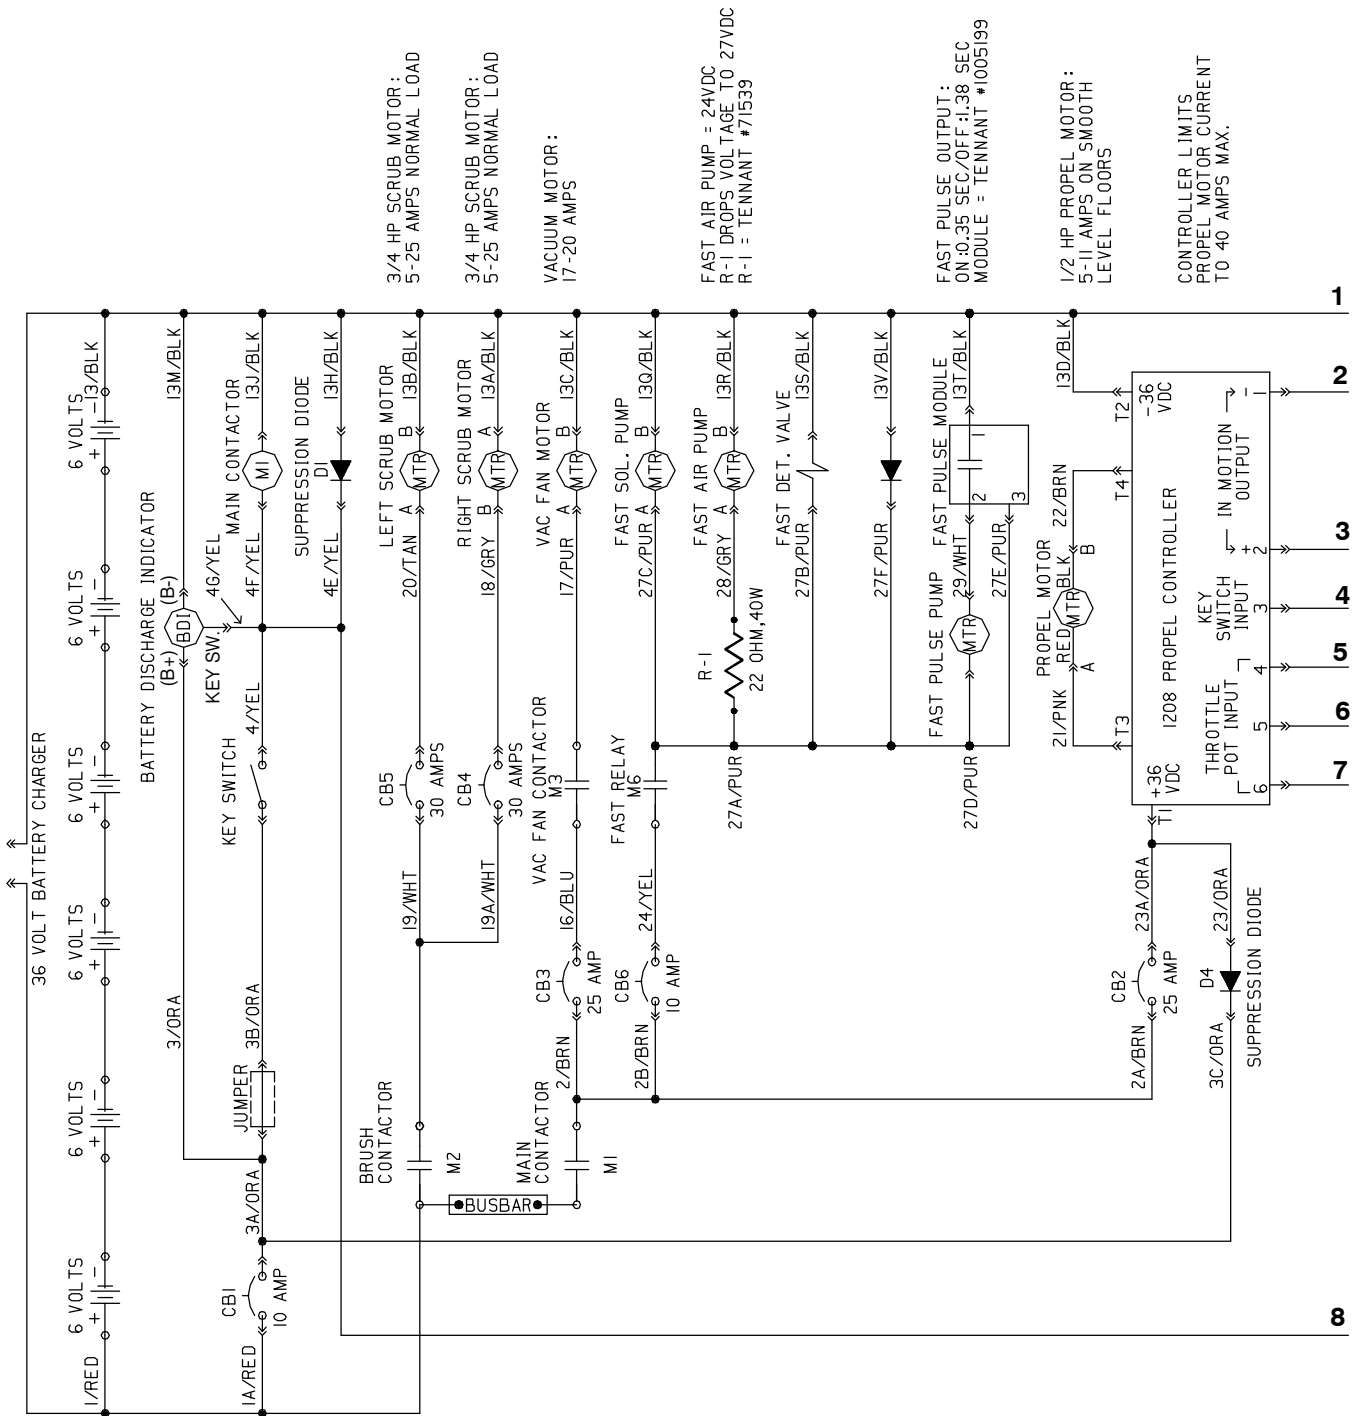 36 VOLT BATTERY CHARGER
1/RED
6 VOLTS
+ -
6 VOLTS
+ -
6 VOLTS
+ -
6 VOLTS
+ -
6 VOLTS
+ -
6 VOLTS
+ -
13/BLK
BATTERY DISCHARGE INDICATOR
3/ORA
(B+)
BDI
(B-)
13M/BLK
KEY SW.
4G/YEL
1A/RED
CB1
10 AMP
3A/ORA
JUMPER
3B/ORA
KEY SWITCH
4/YEL
4F/YEL
MAIN CONTACTOR
M1
13J/BLK
SUPPRESSION DIODE
D1
4E/YEL
13H/BLK
3/4 HP SCRUB MOTOR:
5-25 AMPS NORMAL LOAD
BRUSH
CONTACTOR
M2
19/WHT
CB5
30 AMPS
20/TAN
LEFT SCRUB MOTOR
A
MTR
B
13B/BLK
3/4 HP SCRUB MOTOR:
5-25 AMPS NORMAL LOAD
19A/WHT
CB4
30 AMPS
18/GRY
RIGHT SCRUB MOTOR
B
MTR
A
13A/BLK
VACUUM MOTOR:
17-20 AMPS
BUSBAR
MAIN
CONTACTOR
M1
2/BRN
CB3
25 AMP
16/BLU
VAC FAN CONTACTOR
M3
17/PUR
VAC FAN MOTOR
A
MTR
B
13C/BLK
2B/BRN
CB6
10 AMP
24/YEL
FAST RELAY
M6
27C/PUR
FAST SOL. PUMP
A
MTR
B
13Q/BLK
FAST AIR PUMP = 24VDC
R-1 DROPS VOLTAGE TO 27VDC
R-1 = TENNANT #71539
27A/PUR
R-1
22 OHM,40W
28/GRY
FAST AIR PUMP
A
MTR
B
13R/BLK
27B/PUR
FAST DET. VALVE
13S/BLK
27F/PUR
13V/BLK
FAST PULSE OUTPUT:
ON:0.35 SEC/OFF:1.38 SEC
MODULE = TENNANT #1005199
27D/PUR
FAST PULSE PUMP
MTR
29/WHT
27E/PUR
FAST PULSE MODULE
2
1
3
13T/BLK
1/2 HP PROPEL MOTOR:
5-11 AMPS ON SMOOTH
LEVEL FLOORS
21/PNK
PROPEL MOTOR
A
RED
MTR
BLK
B
22/BRN
13D/BLK
T3
T4
T2
CONTROLLER LIMITS
PROPEL MOTOR CURRENT
TO 40 AMPS MAX.
2A/BRN
CB2
25 AMP
23A/ORA
T1
+36
VDC
1208 PROPEL CONTROLLER
-36
VDC
THROTTLE
POT INPUT
KEY
SWITCH
INPUT
IN MOTION
OUTPUT
+
-
6
5
4
3
2
1
3C/ORA
D4
23/ORA
SUPPRESSION DIODE
1
2
3
4
5
6
7
8